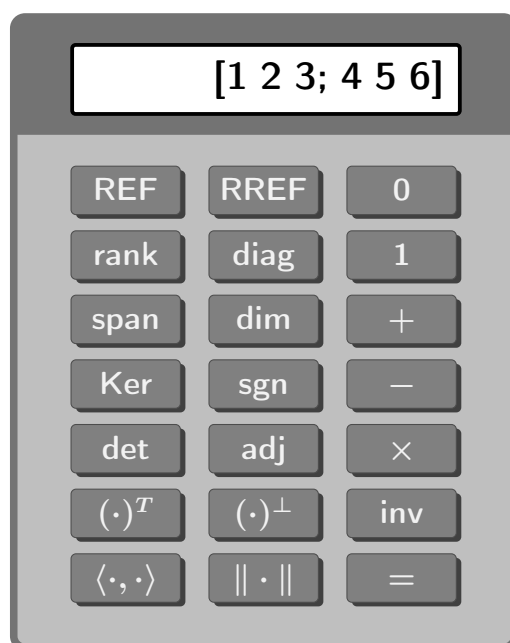 [1 2 3; 4 5 6]
REF RREF 0
rank diag 1
span dim +
Ker sgn −
det adj ×
(·)ᵀ (·)^⊥ inv
⟨·,·⟩ ∥ · ∥ =